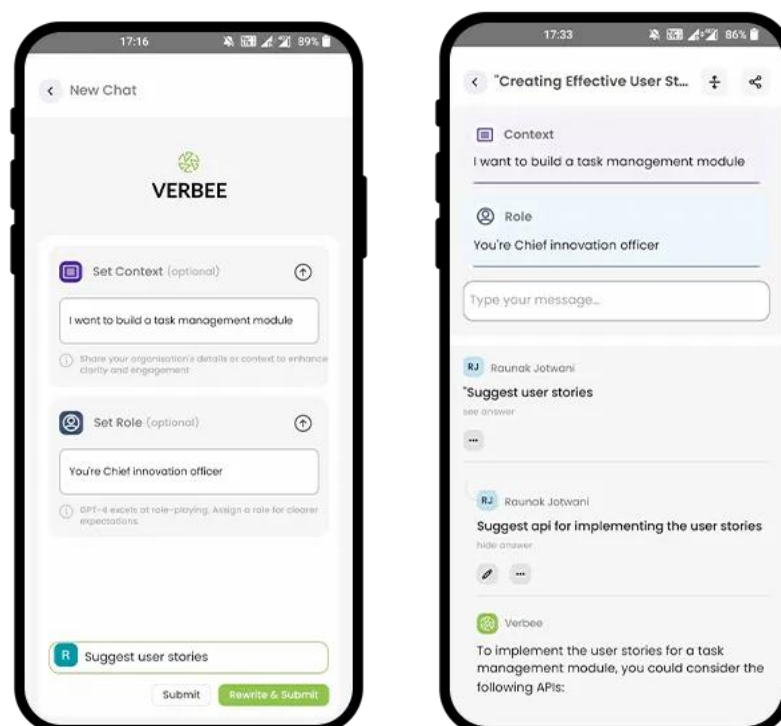 17:16
89%
New Chat
VERBEE
Set Context (optional)
I want to build a task management module
Share your organisation's details or context to enhance
clarity and engagement
Set Role (optional)
You're Chief innovation officer
GPT-4 excels at role-playing. Assign a role for clearer
expectations.
R Suggest user stories
Submit
Rewrite & Submit
17:33
86%
"Creating Effective User St...
Context
I want to build a task management module
Role
You're Chief innovation officer
Type your message...
RJ Raunak Jotwani
"Suggest user stories
see answer
RJ Raunak Jotwani
Suggest api for implementing the user stories
hide answer
Verbee
To implement the user stories for a task
management module, you could consider the
following APIs: